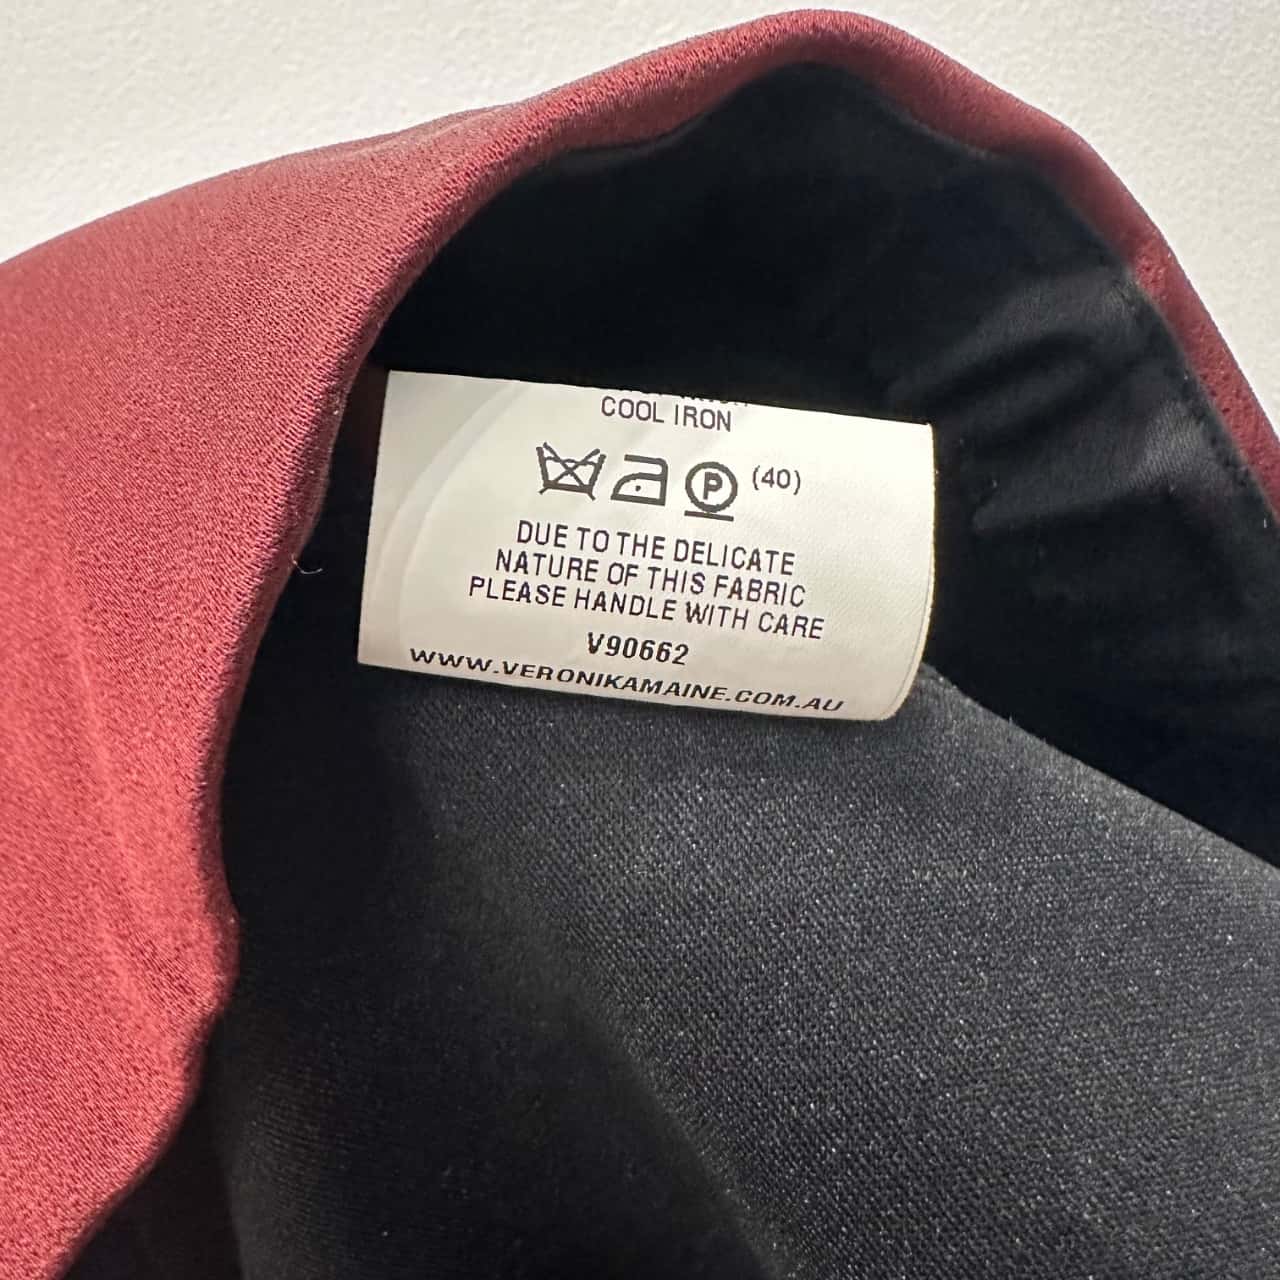 COOL IRON
P (40)
DUE TO THE DELICATE
NATURE OF THIS FABRIC
PLEASE HANDLE WITH CARE
V90662
WWW.VERONIKAMAINE.COM.AU